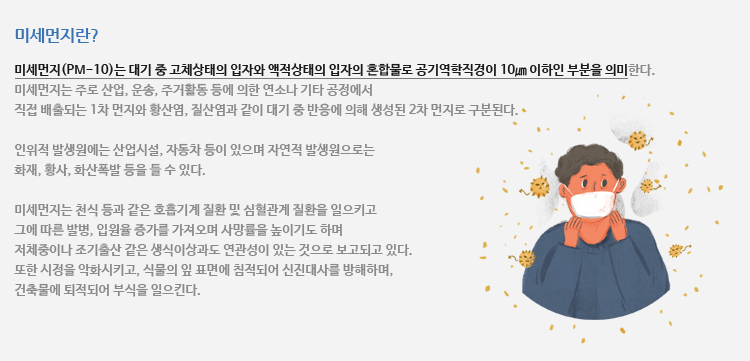 미세먼지란?
미세먼지(PM-10)는 대기 중 고체상태의 입자와 액적상태의 입자의 혼합물로 공기역학직경이 10㎛ 이하인 부분을 의미한다.
미세먼지는 주로 산업, 운송, 주거활동 등에 의한 연소나 기타 공정에서
직접 배출되는 1차 먼지와 황산염, 질산염과 같이 대기 중 반응에 의해 생성된 2차 먼지로 구분된다.
인위적 발생원에는 산업시설, 자동차 등이 있으며 자연적 발생원으로는
화재, 황사, 화산폭발 등을 들 수 있다.
미세먼지는 천식 등과 같은 호흡기계 질환 및 심혈관계 질환을 일으키고
그에 따른 발병, 입원율 증가를 가져오며 사망률을 높이기도 하며
저체중이나 조기출산 같은 생식이상과도 연관성이 있는 것으로 보고되고 있다.
또한 시정을 악화시키고, 식물의 잎 표면에 침적되어 신진대사를 방해하며,
건축물에 퇴적되어 부식을 일으킨다.